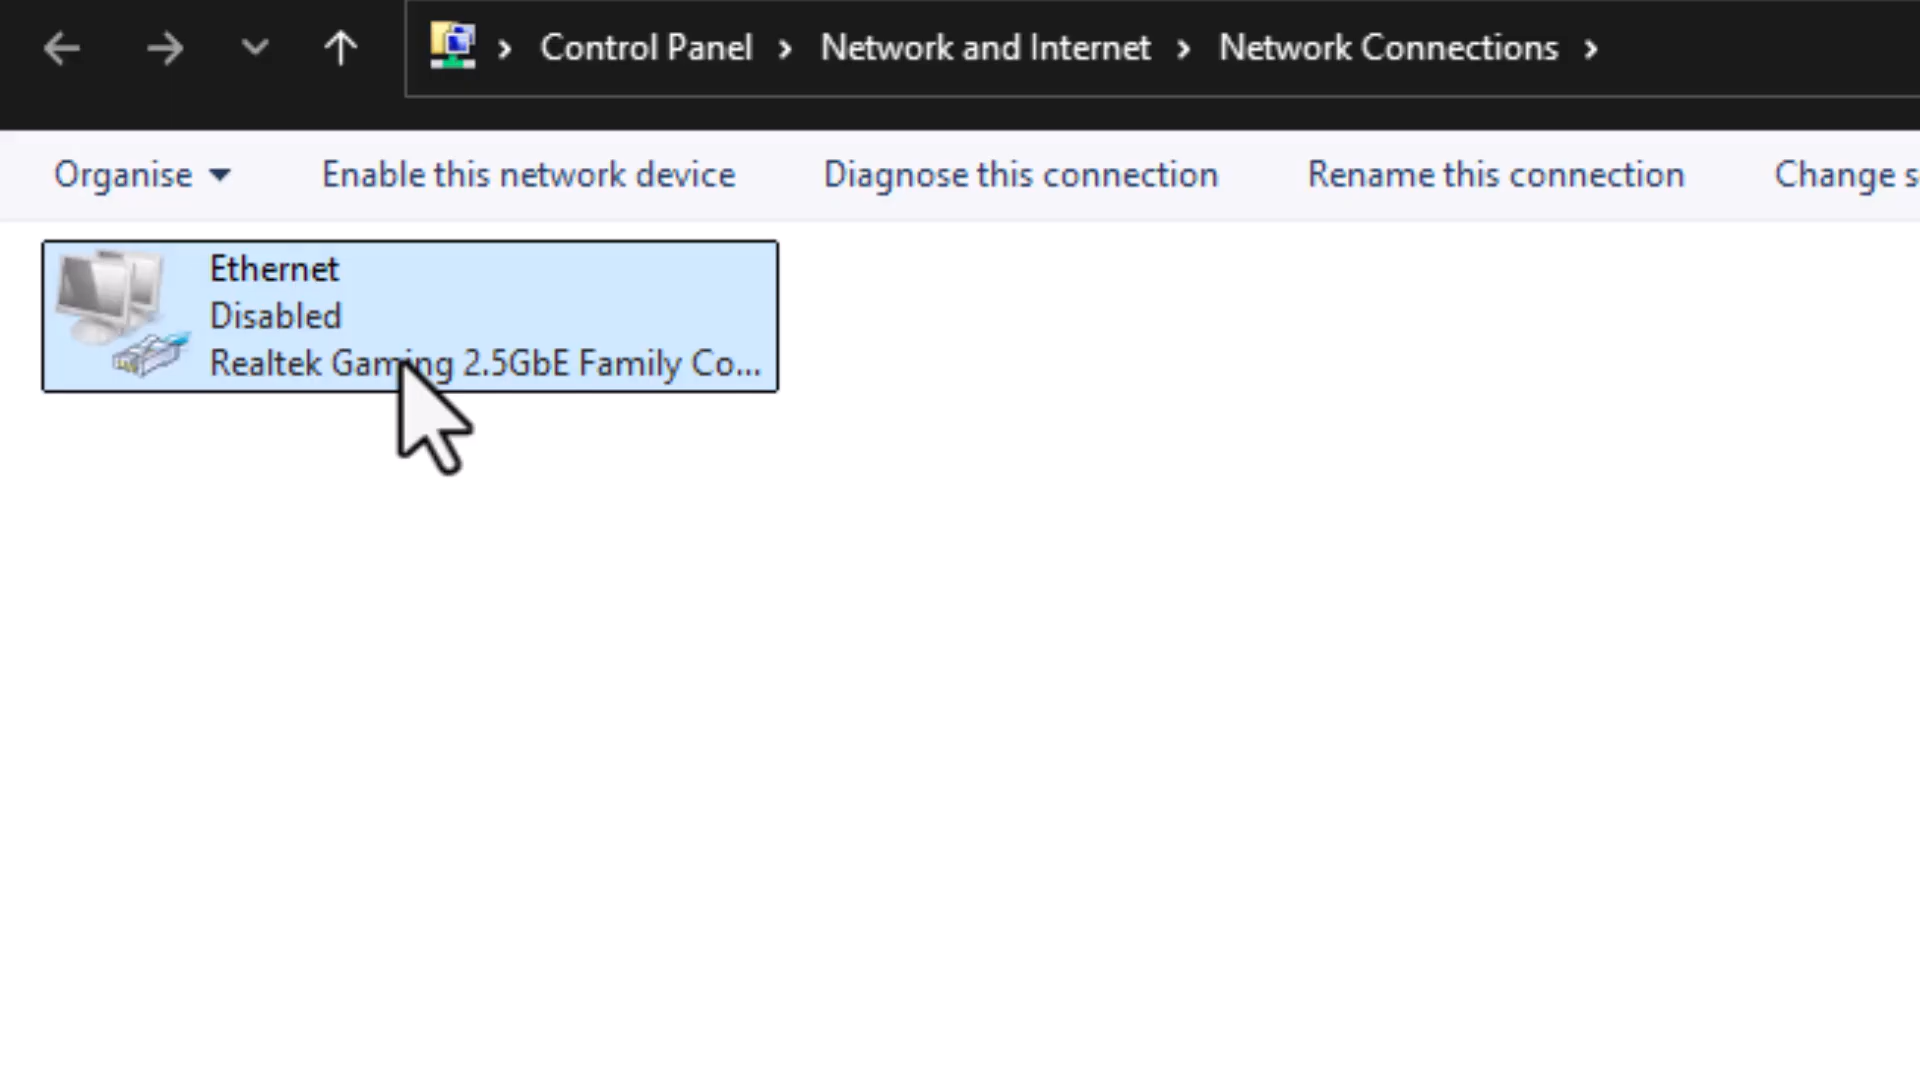 Control Panel > Network and Internet > Network Connections >
Organise Enable this network device Diagnose this connection Rename this connection Change s
Ethernet
Disabled
Realtek Gaming 2.5GbE Family Co...